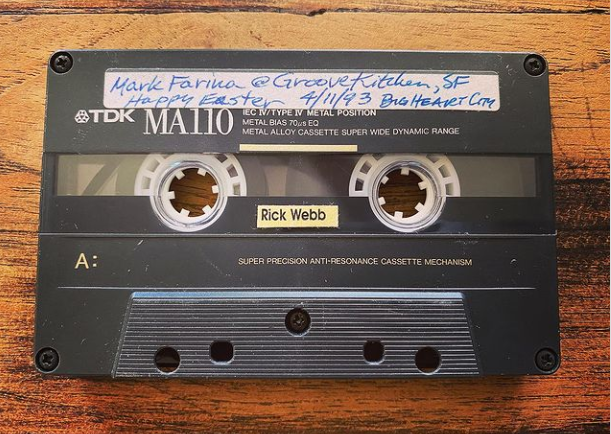 Mark Farina @ GrooveKitchen, SF
Happy Easter 4/11/93 Big Heart City
TDK MA110 IEC IV/TYPE IV METAL POSITION
METAL BIAS 70µs EQ
METAL ALLOY CASSETTE SUPER WIDE DYNAMIC RANGE
Rick Webb
A: SUPER PRECISION ANTI-RESONANCE CASSETTE MECHANISM